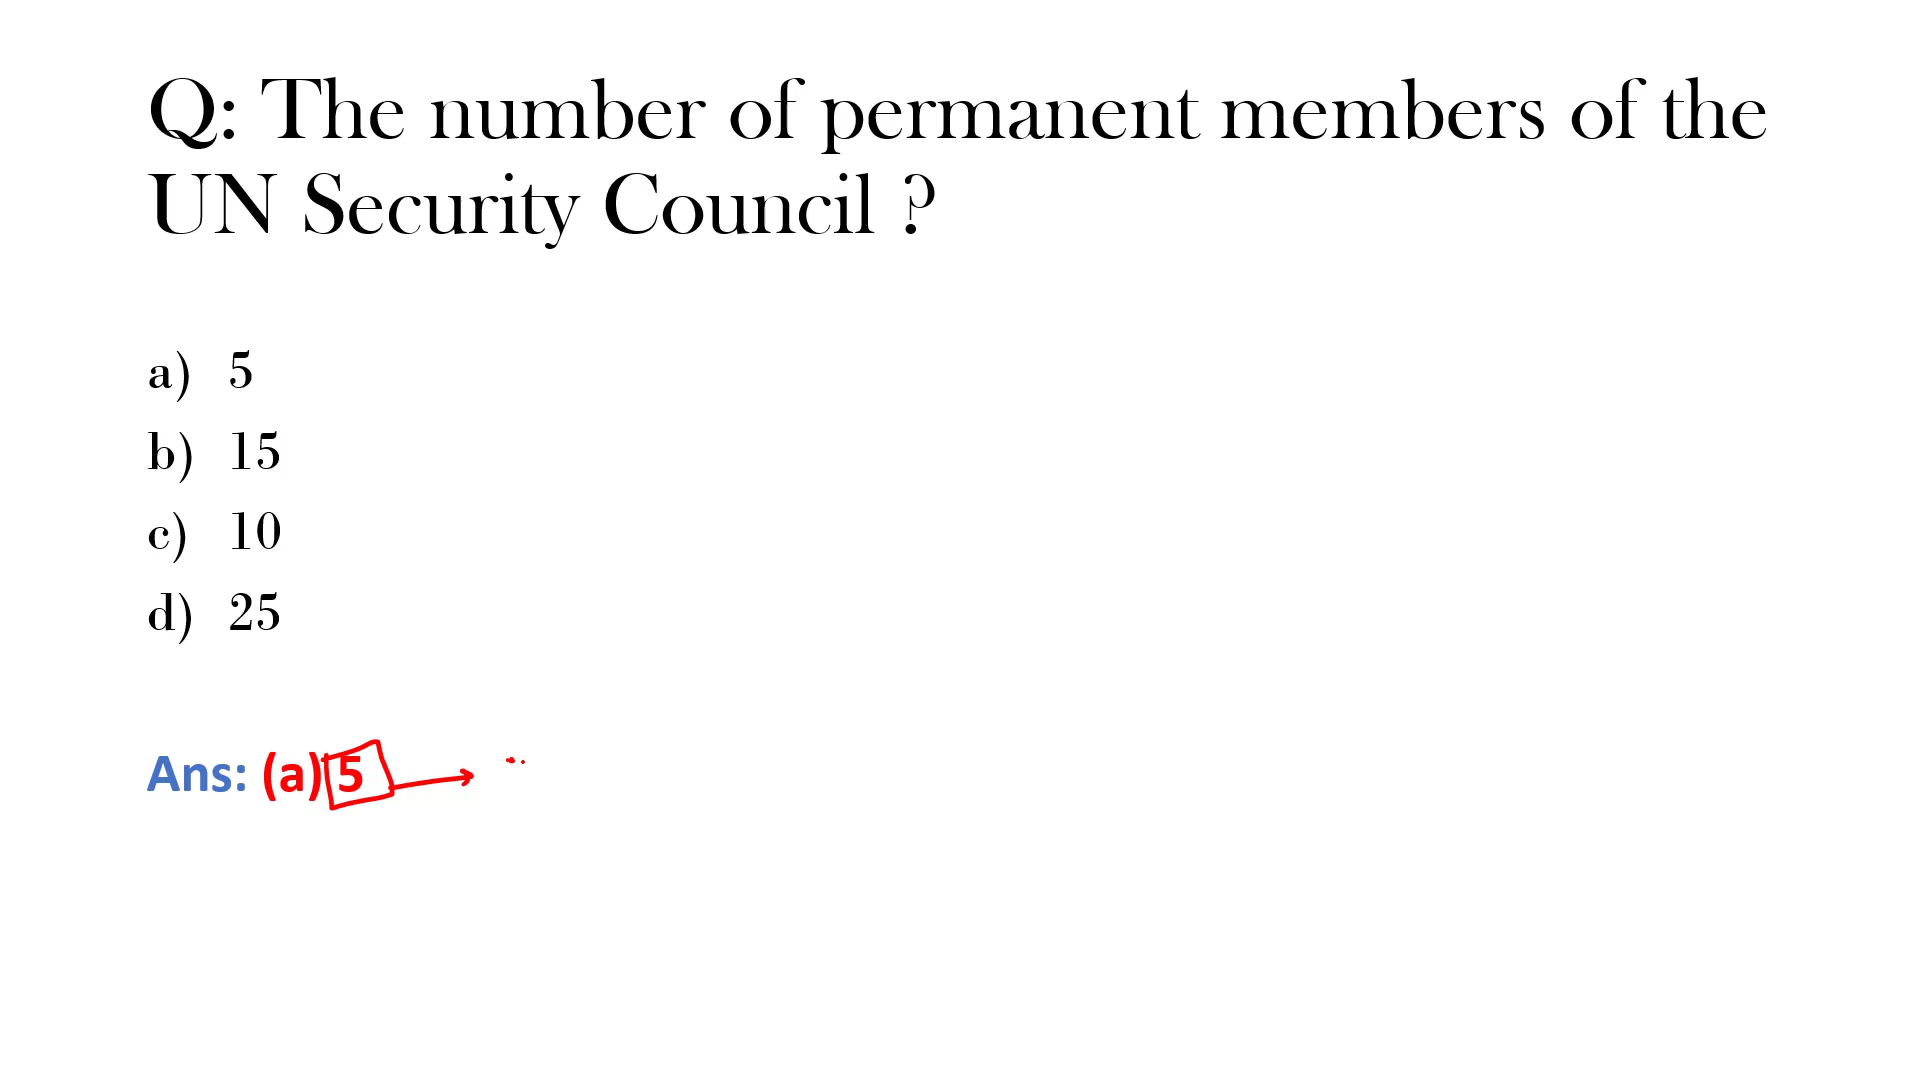 Q: The number of permanent members of the
UN Security Council ?
a) 5
b) 15
c) 10
d) 25
Ans: (a) 5